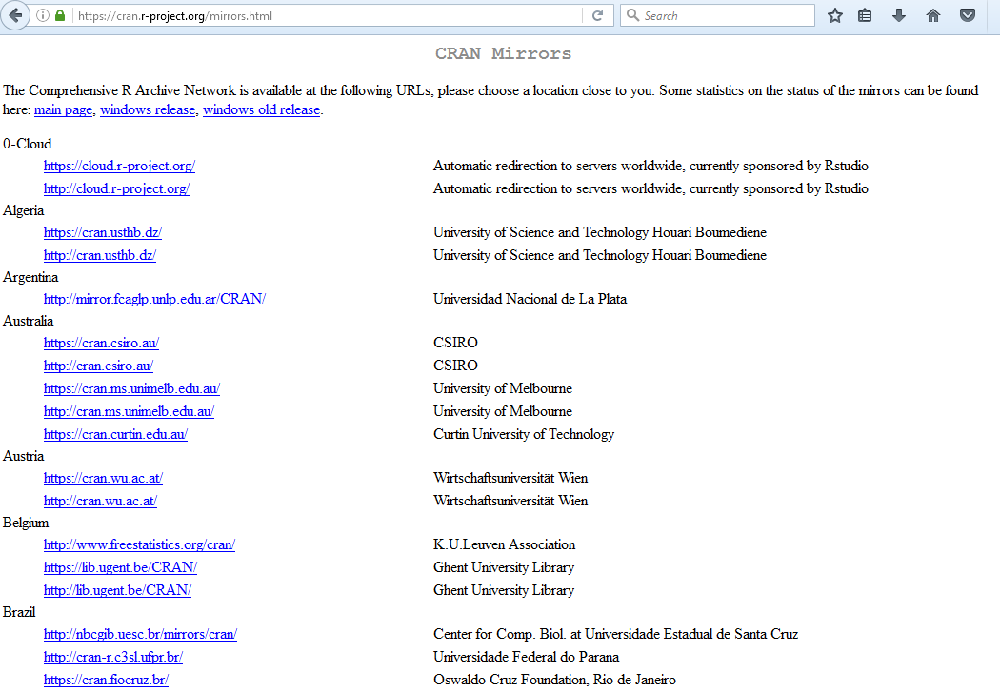 https://cran.r-project.org/mirrors.html
Search
CRAN Mirrors
The Comprehensive R Archive Network is available at the following URLs, please choose a location close to you. Some statistics on the status of the mirrors can be found
here: main page, windows release, windows old release.
0-Cloud
https://cloud.r-project.org/ Automatic redirection to servers worldwide, currently sponsored by Rstudio
http://cloud.r-project.org/ Automatic redirection to servers worldwide, currently sponsored by Rstudio
Algeria
https://cran.usthb.dz/ University of Science and Technology Houari Boumediene
http://cran.usthb.dz/ University of Science and Technology Houari Boumediene
Argentina
http://mirror.fcaglp.unlp.edu.ar/CRAN/ Universidad Nacional de La Plata
Australia
https://cran.csiro.au/ CSIRO
http://cran.csiro.au/ CSIRO
https://cran.ms.unimelb.edu.au/ University of Melbourne
http://cran.ms.unimelb.edu.au/ University of Melbourne
https://cran.curtin.edu.au/ Curtin University of Technology
Austria
https://cran.wu.ac.at/ Wirtschaftsuniversität Wien
http://cran.wu.ac.at/ Wirtschaftsuniversität Wien
Belgium
http://www.freestatistics.org/cran/ K.U.Leuven Association
https://lib.ugent.be/CRAN/ Ghent University Library
http://lib.ugent.be/CRAN/ Ghent University Library
Brazil
http://nbcgib.uesc.br/mirrors/cran/ Center for Comp. Biol. at Universidade Estadual de Santa Cruz
http://cran-r.c3sl.ufpr.br/ Universidade Federal do Parana
https://cran.fiocruz.br/ Oswaldo Cruz Foundation, Rio de Janeiro